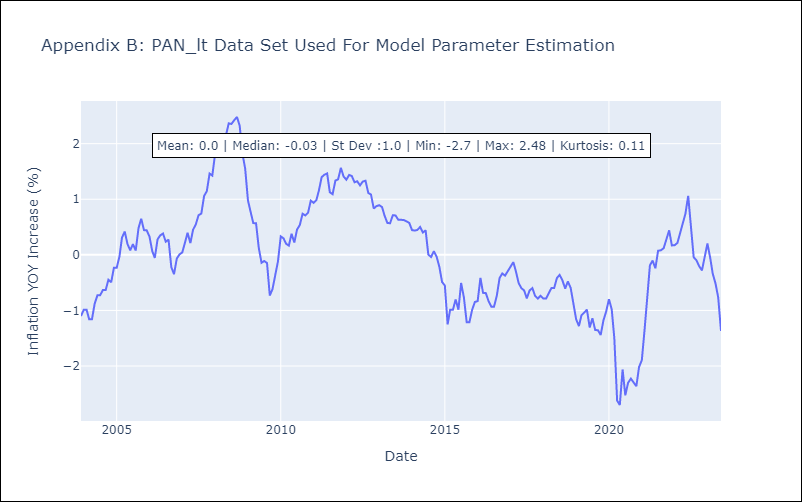 Appendix B: PAN_lt Data Set Used For Model Parameter Estimation
Mean: 0.0 | Median: -0.03 | St Dev :1.0 | Min: -2.7 | Max: 2.48 | Kurtosis: 0.11
Inflation YOY Increase (%)
2
1
0
−1
−2
2005 2010 2015 2020
Date